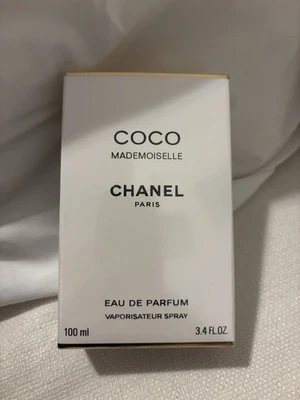 COCO
MADEMOISELLE
CHANEL
PARIS
EAU DE PARFUM
VAPORISATEUR SPRAY
100 ml 3.4 FL.OZ.